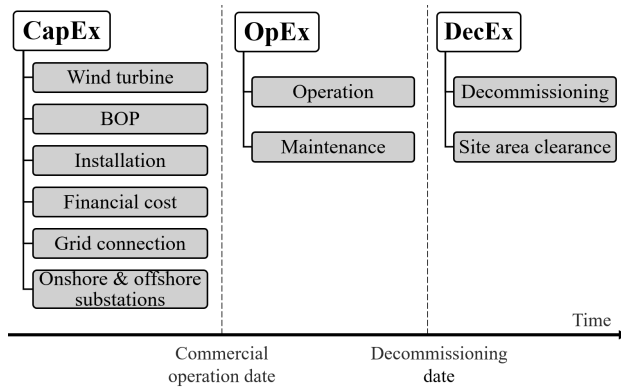 CapEx
Wind turbine
BOP
Installation
Financial cost
Grid connection
Onshore & offshore
substations
OpEx
Operation
Maintenance
DecEx
Decommissioning
Site area clearance
Time
Commercial
operation date
Decommissioning
date